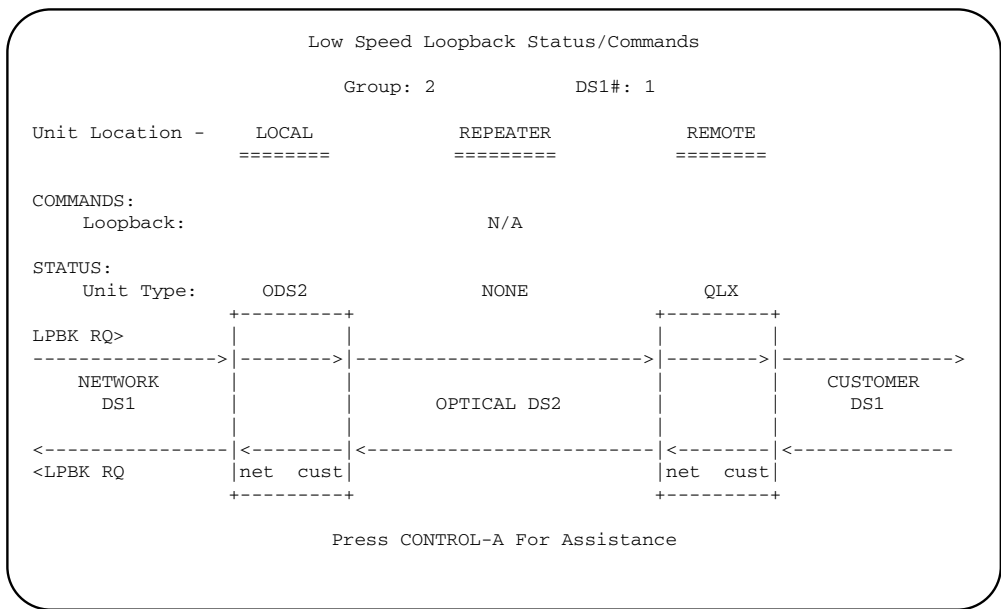 Low Speed Loopback Status/Commands
Group: 2 DS1#: 1
Unit Location - LOCAL REPEATER REMOTE
======== ========= ========
COMMANDS:
Loopback: N/A
STATUS:
Unit Type: ODS2 NONE QLX
+---------+ +---------+
LPBK RQ> | | | |
---------------->|-------->|-------------------------->|-------->|--------------->
NETWORK | | | | CUSTOMER
DS1 | | OPTICAL DS2 | | DS1
| | | |
<----------------|<--------|<--------------------------|<--------|<--------------
<LPBK RQ |net cust| |net cust|
+---------+ +---------+
Press CONTROL-A For Assistance